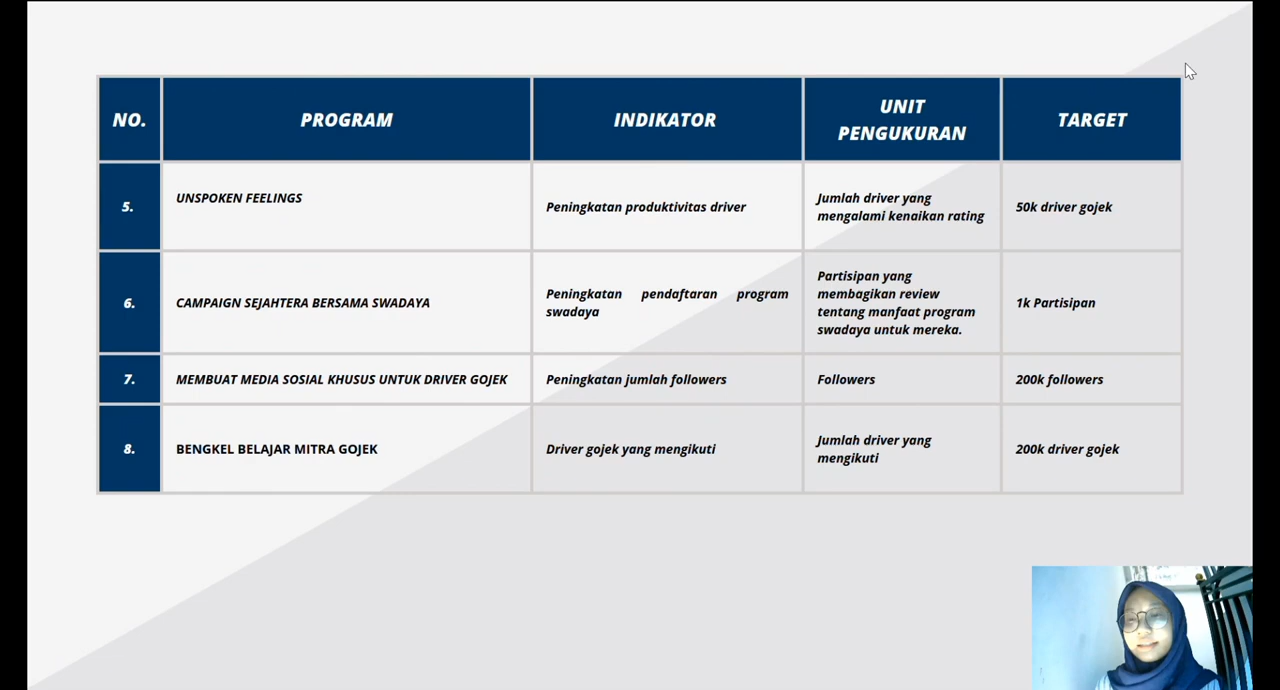 NO.
PROGRAM
INDIKATOR
UNIT
PENGUKURAN
TARGET
5.
UNSPOKEN FEELINGS
Peningkatan produktivitas driver
Jumlah driver yang
mengalami kenaikan rating
50k driver gojek
6.
CAMPAIGN SEJAHTERA BERSAMA SWADAYA
Peningkatan pendaftaran program
swadaya
Partisipan yang
membagikan review
tentang manfaat program
swadaya untuk mereka.
1k Partisipan
7.
MEMBUAT MEDIA SOSIAL KHUSUS UNTUK DRIVER GOJEK
Peningkatan jumlah followers
Followers
200k followers
8.
BENGKEL BELAJAR MITRA GOJEK
Driver gojek yang mengikuti
Jumlah driver yang
mengikuti
200k driver gojek